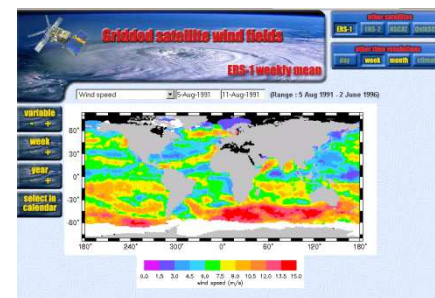 other satellites
ERS-1 ERS-2 NSCAT
Gridded satellite wind fields
ERS-1 weekly mean
other time resolutions
day week month
Wind speed 5-Aug-1991 11-Aug-1991 (Range : 5 Aug 1991 - 2 June 1996)
variable
- +
week
- +
year
- +
select in
calendar
80°
30°
0°
-30°
-80°
180° 240° 300° 0° 60° 120° 180°
0.0 1.5 3.0 4.5 6.0 7.5 9.0 10.5 12.0 13.5 15.0
wind speed (m/s)